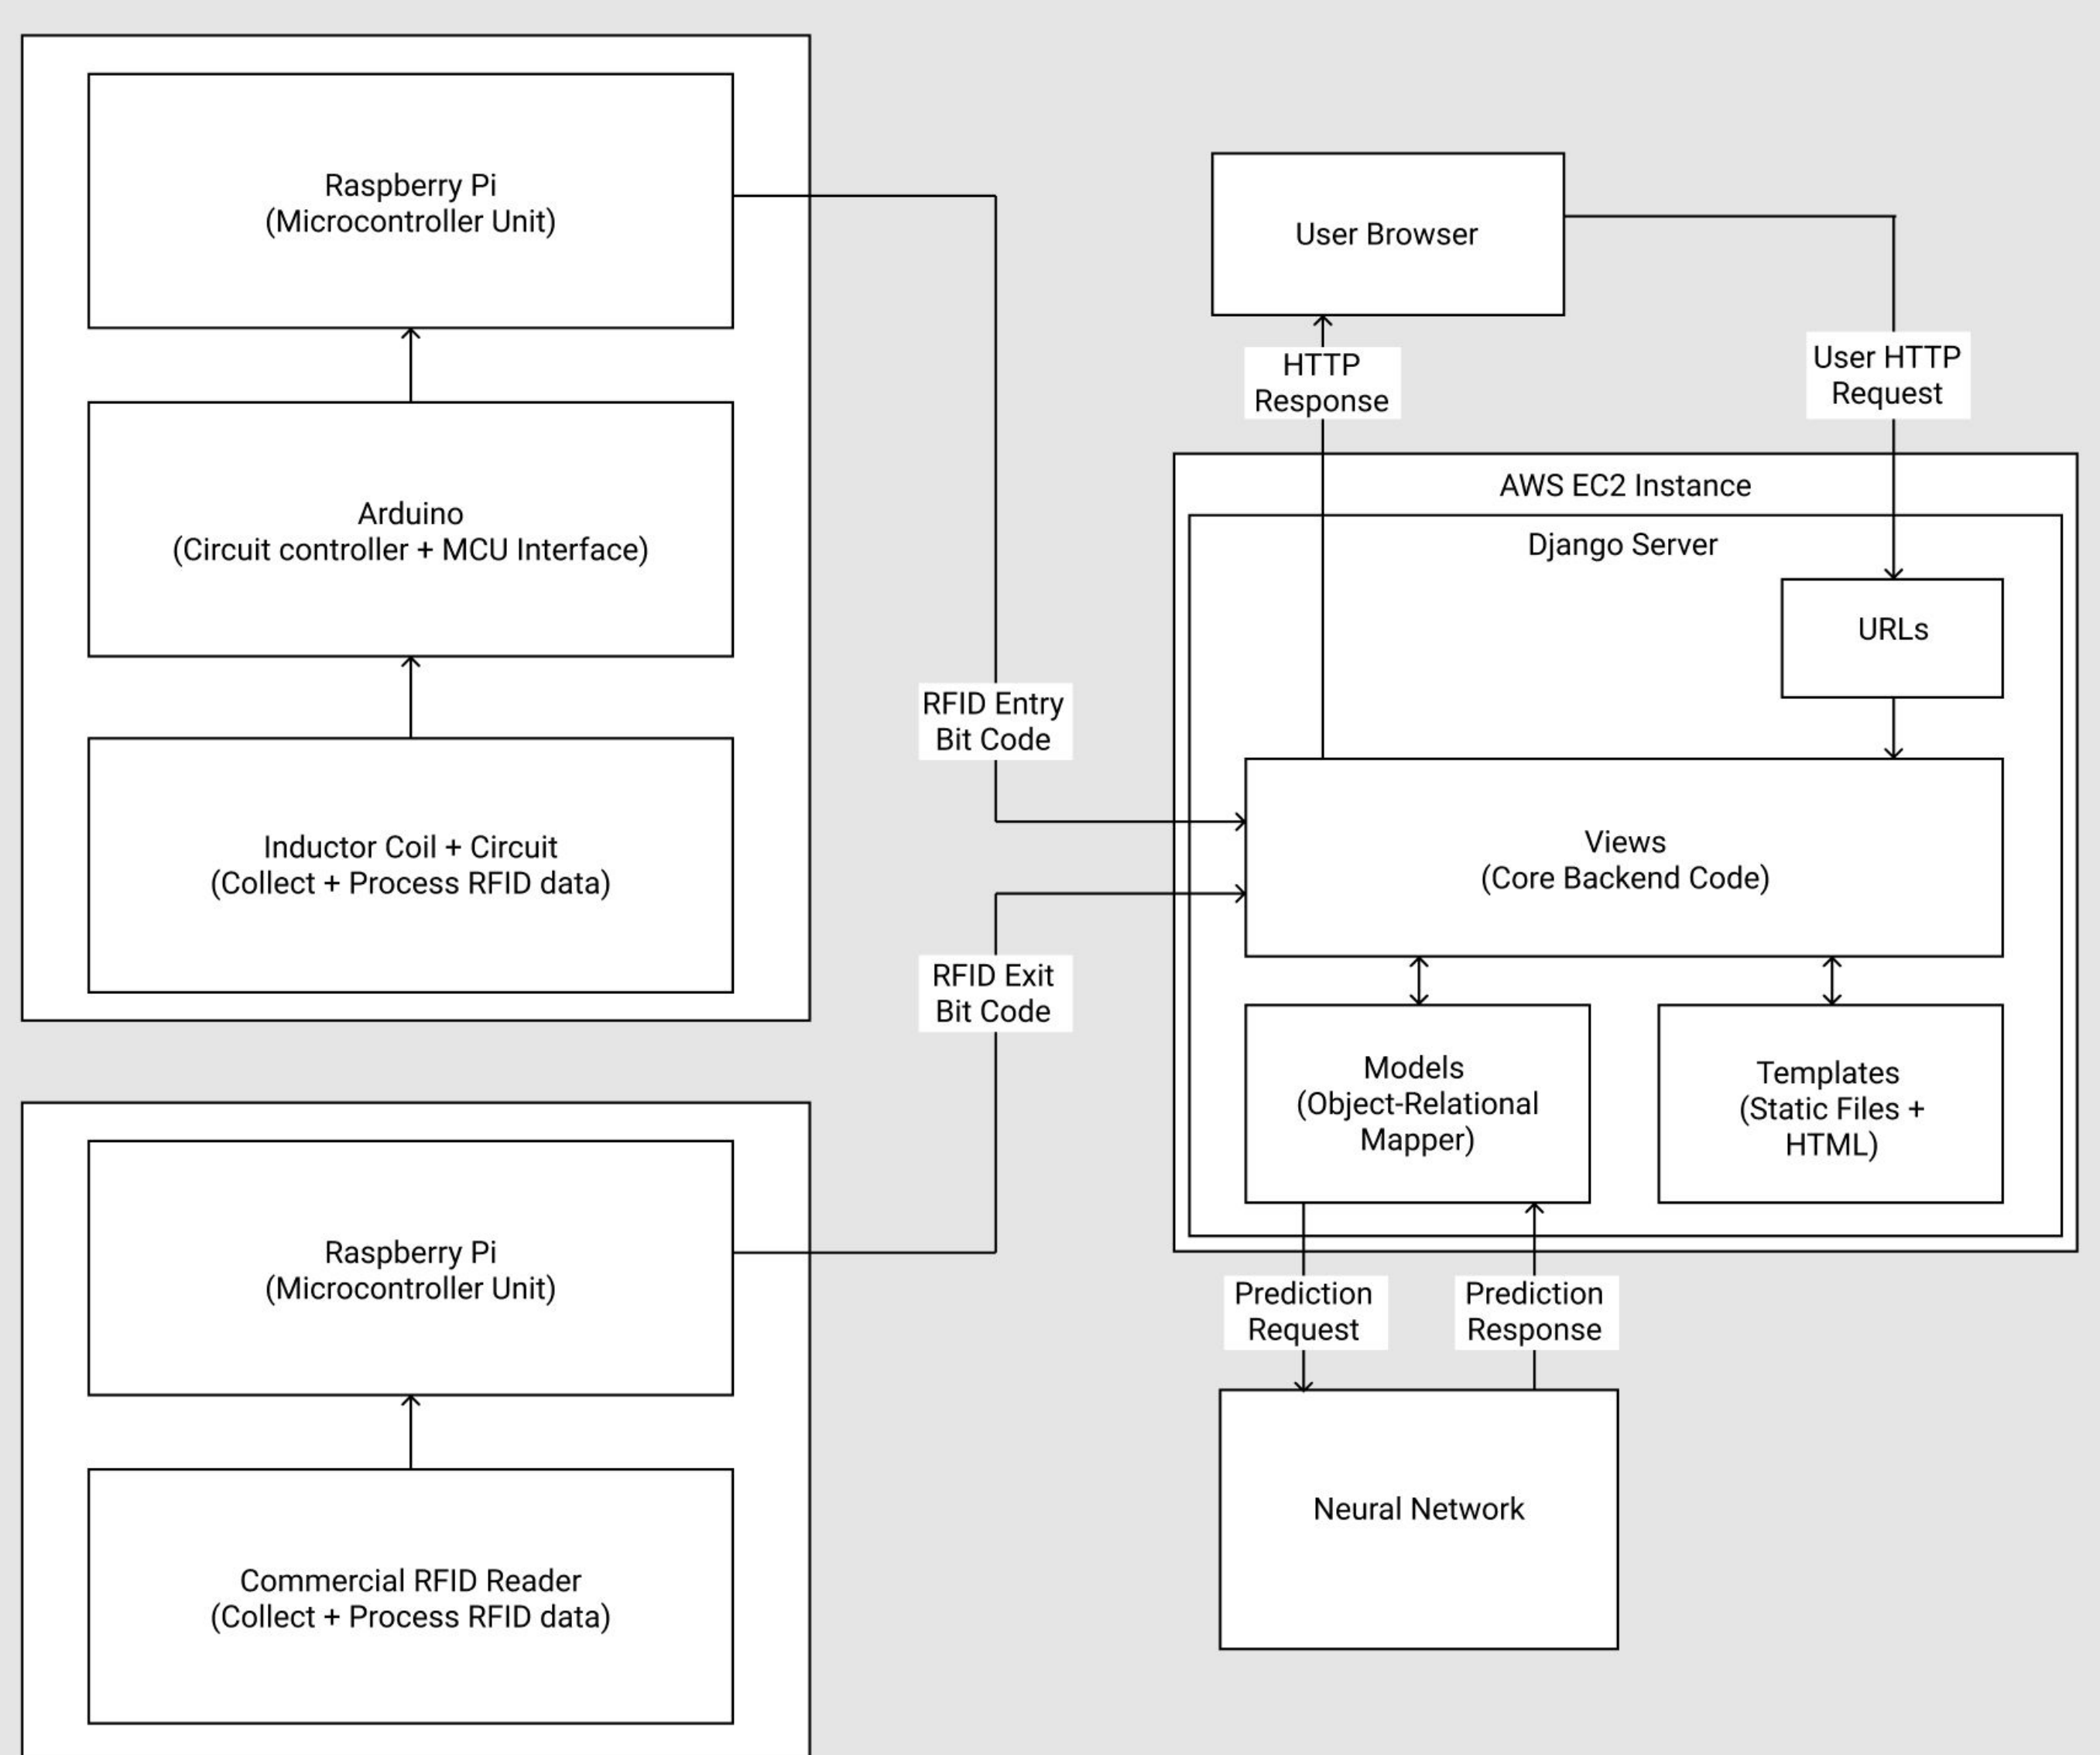 Raspberry Pi
(Microcontroller Unit)
Arduino
(Circuit controller + MCU Interface)
Inductor Coil + Circuit
(Collect + Process RFID data)
Raspberry Pi
(Microcontroller Unit)
Commercial RFID Reader
(Collect + Process RFID data)
RFID Entry
Bit Code
RFID Exit
Bit Code
User Browser
HTTP
Response
User HTTP
Request
AWS EC2 Instance
Django Server
URLs
Views
(Core Backend Code)
Models
(Object-Relational
Mapper)
Templates
(Static Files +
HTML)
Prediction
Request
Prediction
Response
Neural Network